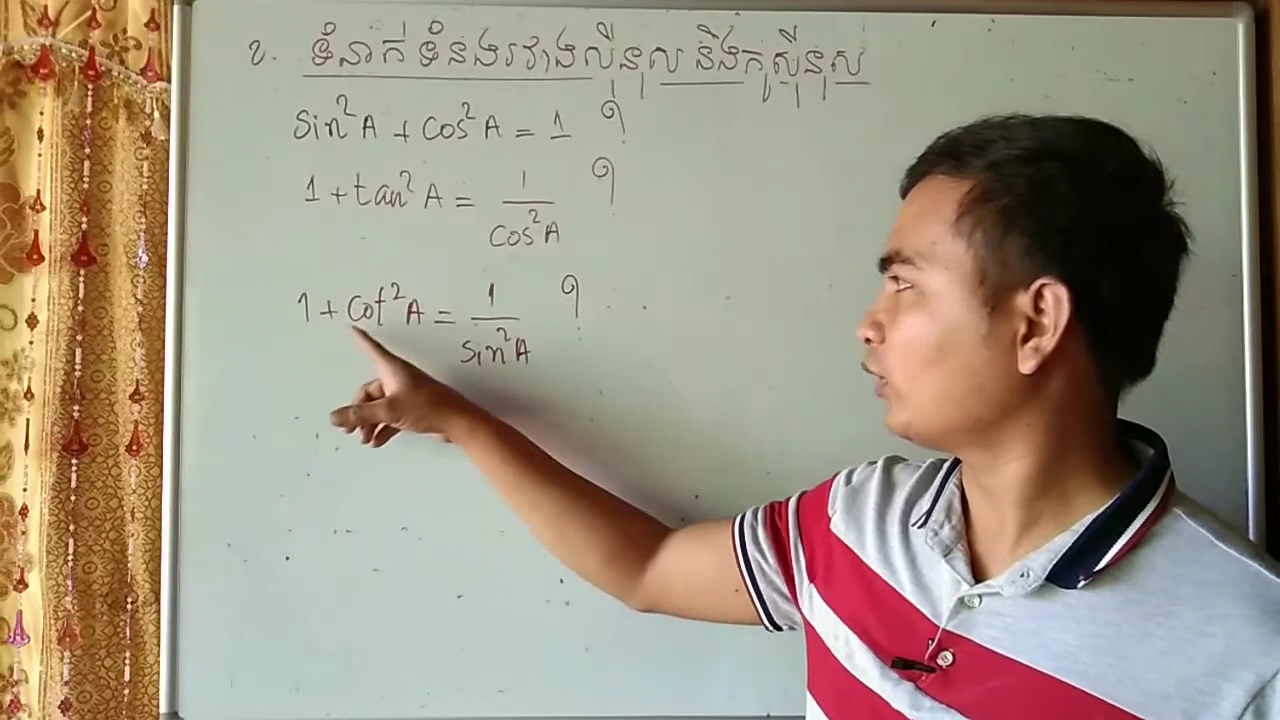 ២. ទំនាក់ទំនងរវាងស៊ីនុស និងកូស៊ីនុស
sin²A + cos²A = 1 ។
1 + tan²A = 1/cos²A ។
1 + cot²A = 1/sin²A ។